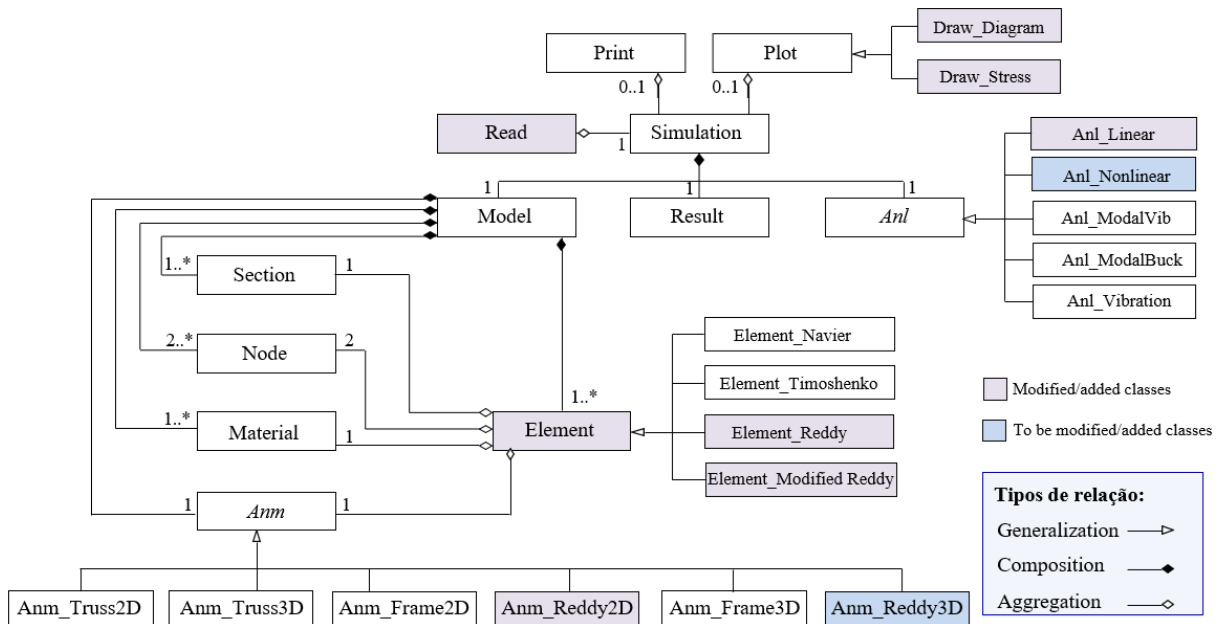 Draw_Diagram
Print
Plot
Draw_Stress
0..1
0..1
Read
1
Simulation
Anl_Linear
Anl_Nonlinear
1
1
1
Model
Result
Anl
Anl_ModalVib
Anl_ModalBuck
Anl_Vibration
1..*
Section
1
2..*
Node
2
Element_Navier
Element_Timoshenko
1..*
1..*
Material
1
Element
Element_Reddy
Element_Modified Reddy
Modified/added classes
To be modified/added classes
1
Anm
1
Tipos de relação:
Generalization
Composition
Aggregation
Anm_Truss2D
Anm_Truss3D
Anm_Frame2D
Anm_Reddy2D
Anm_Frame3D
Anm_Reddy3D